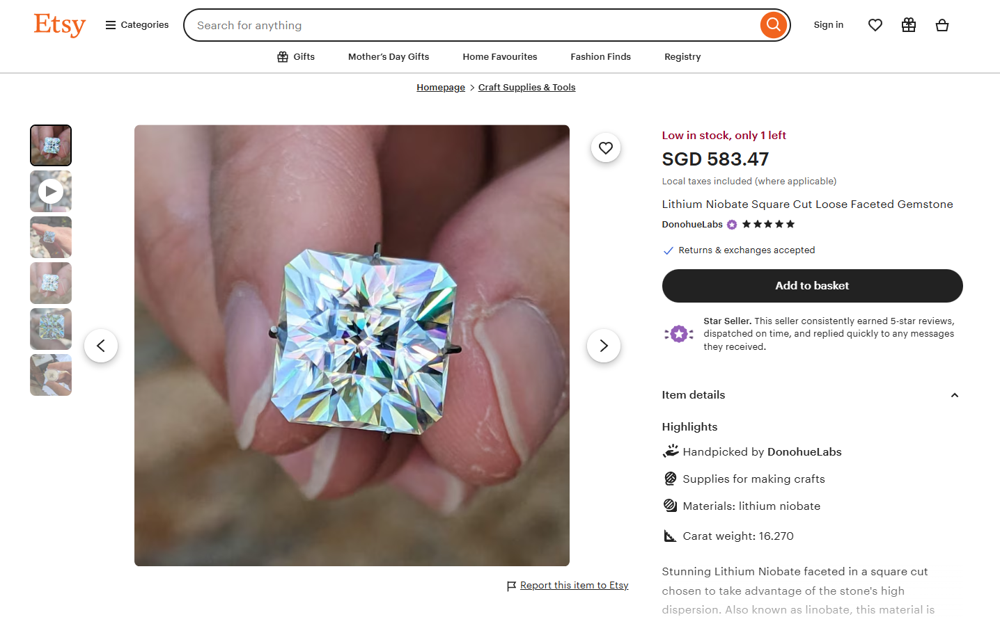 Etsy
Categories
Search for anything
Sign in
Gifts
Mother's Day Gifts
Home Favourites
Fashion Finds
Registry
Homepage
Craft Supplies & Tools
Low in stock, only 1 left
SGD 583.47
Local taxes included (where applicable)
Lithium Niobate Square Cut Loose Faceted Gemstone
DonohueLabs
Returns & exchanges accepted
Add to basket
Star Seller. This seller consistently earned 5-star reviews,
dispatched on time, and replied quickly to any messages
they received.
Item details
Highlights
Handpicked by DonohueLabs
Supplies for making crafts
Materials: lithium niobate
Carat weight: 16.270
Stunning Lithium Niobate faceted in a square cut
chosen to take advantage of the stone's high
dispersion. Also known as linobate, this material is
Report this item to Etsy